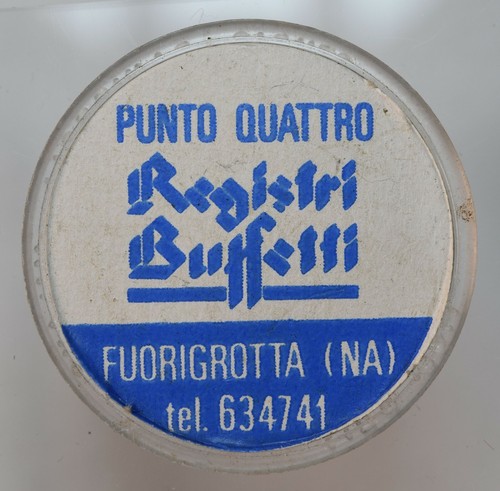 PUNTO QUATTRO
Registri
Buffetti
FUORIGROTTA (NA)
tel. 634741